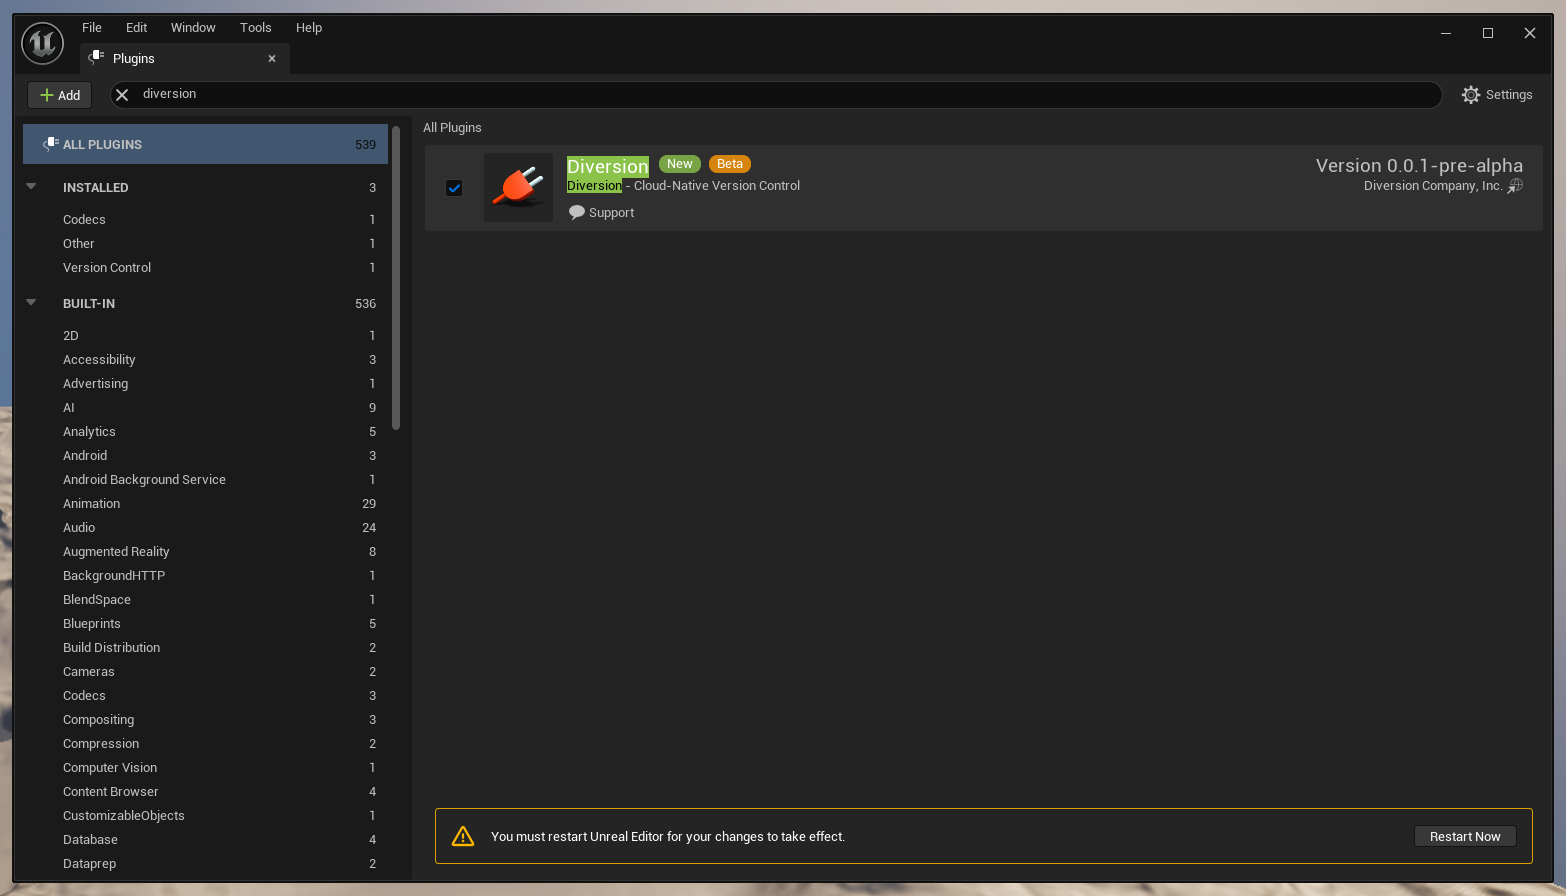 File Edit Window Tools Help
Plugins
Add
diversion
Settings
ALL PLUGINS 539
INSTALLED 3
Codecs 1
Other 1
Version Control 1
BUILT-IN 536
2D 1
Accessibility 3
Advertising 1
AI 9
Analytics 5
Android 3
Android Background Service 1
Animation 29
Audio 24
Augmented Reality 8
BackgroundHTTP 1
BlendSpace 1
Blueprints 5
Build Distribution 2
Cameras 2
Codecs 3
Compositing 3
Compression 2
Computer Vision 1
Content Browser 4
CustomizableObjects 1
Database 4
Dataprep 2
All Plugins
Diversion New Beta
Diversion - Cloud-Native Version Control
Support
Version 0.0.1-pre-alpha
Diversion Company, Inc.
You must restart Unreal Editor for your changes to take effect.
Restart Now